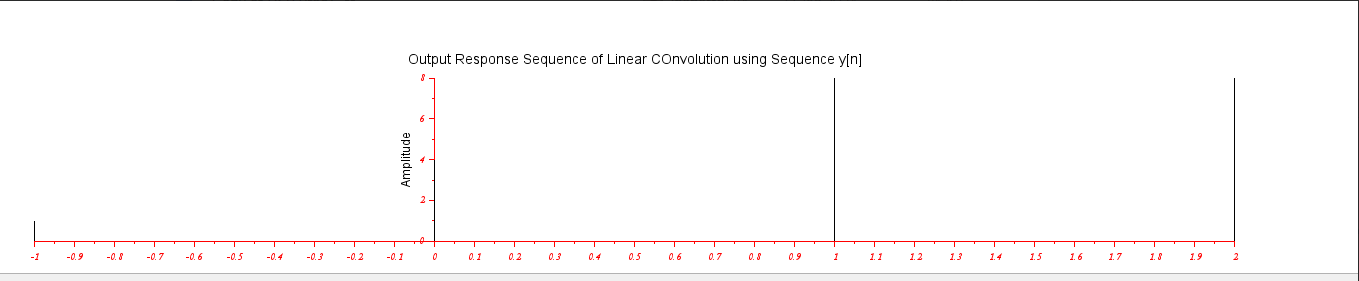 Output Response Sequence of Linear COnvolution using Sequence y[n]
8
6
4
2
0
Amplitude
-1 -0.9 -0.8 -0.7 -0.6 -0.5 -0.4 -0.3 -0.2 -0.1 0 0.1 0.2 0.3 0.4 0.5 0.6 0.7 0.8 0.9 1 1.1 1.2 1.3 1.4 1.5 1.6 1.7 1.8 1.9 2